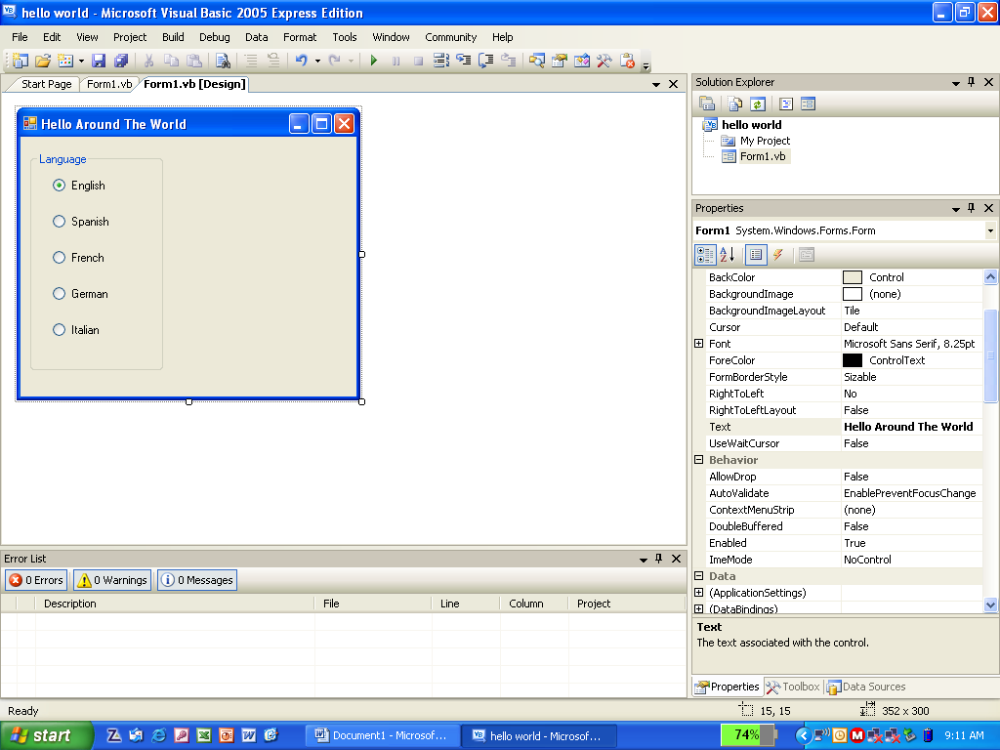 hello world - Microsoft Visual Basic 2005 Express Edition
File Edit View Project Build Debug Data Format Tools Window Community Help
Start Page Form1.vb Form1.vb [Design]
Hello Around The World
Language
English
Spanish
French
German
Italian
Solution Explorer
hello world
My Project
Form1.vb
Properties
Form1 System.Windows.Forms.Form
BackColor Control
BackgroundImage (none)
BackgroundImageLayout Tile
Cursor Default
Font Microsoft Sans Serif, 8.25pt
ForeColor ControlText
FormBorderStyle Sizable
RightToLeft No
RightToLeftLayout False
Text Hello Around The World
UseWaitCursor False
Behavior
AllowDrop False
AutoValidate EnablePreventFocusChange
ContextMenuStrip (none)
DoubleBuffered False
Enabled True
ImeMode NoControl
Data
(ApplicationSettings)
(DataBindings)
Text
The text associated with the control.
Properties Toolbox Data Sources
Error List
0 Errors 0 Warnings 0 Messages
Description File Line Column Project
Ready 15, 15 352 x 300
start Document1 - Microsof... hello world - Microsof... 74% 9:11 AM